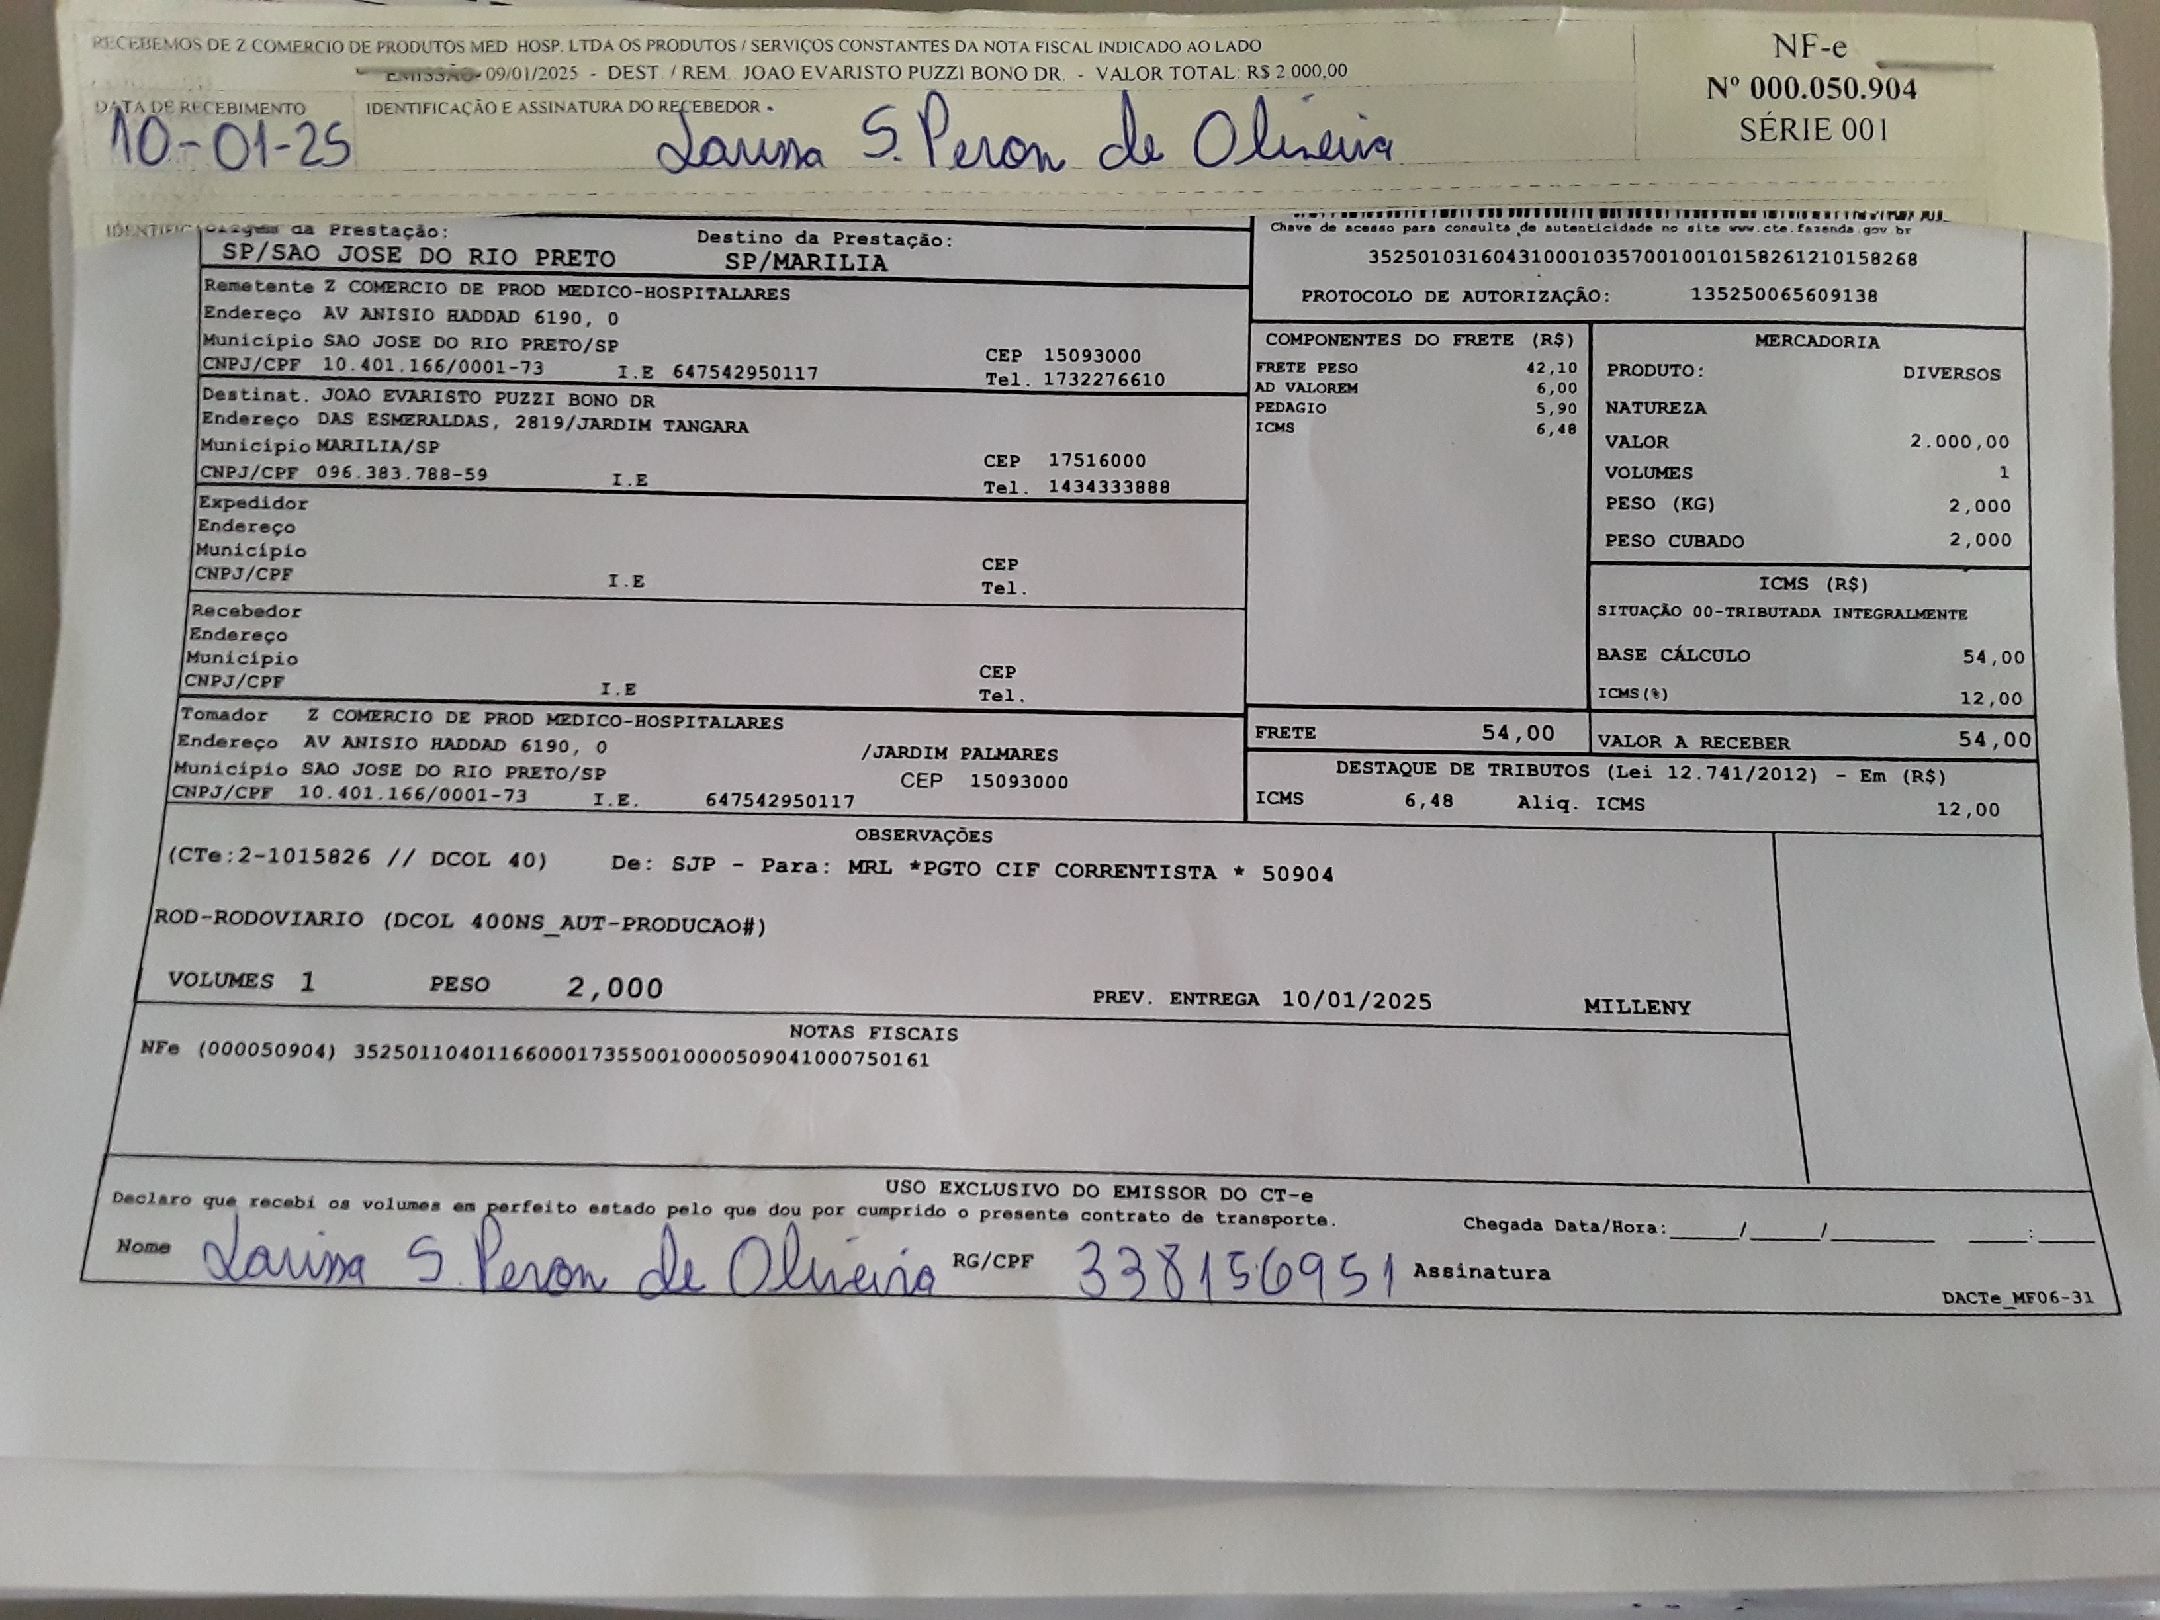 RECEBEMOS DE Z COMERCIO DE PRODUTOS MED HOSP. LTDA OS PRODUTOS / SERVIÇOS CONSTANTES DA NOTA FISCAL INDICADO AO LADO
EMISSÃO 09/01/2025 - DEST. / REM. JOAO EVARISTO PUZZI BONO DR. - VALOR TOTAL: R$ 2.000,00
NF-e
Nº 000.050.904
SÉRIE 001
DATA DE RECEBIMENTO
IDENTIFICAÇÃO E ASSINATURA DO RECEBEDOR
10-01-25
Larissa S. Peron de Oliveira
Origem da Prestação:
Destino da Prestação:
SP/SAO JOSE DO RIO PRETO
SP/MARILIA
Chave de acesso para consulta de autenticidade no site www.cte.fazenda.gov.br
35250103160431000103570010010158261210158268
PROTOCOLO DE AUTORIZAÇÃO: 135250065609138
Remetente Z COMERCIO DE PROD MEDICO-HOSPITALARES
Endereço AV ANISIO HADDAD 6190, 0
Município SAO JOSE DO RIO PRETO/SP
CEP 15093000
CNPJ/CPF 10.401.166/0001-73 I.E 647542950117
Tel. 1732276610
Destinat. JOAO EVARISTO PUZZI BONO DR
Endereço DAS ESMERALDAS, 2819/JARDIM TANGARA
Município MARILIA/SP
CEP 17516000
CNPJ/CPF 096.383.788-59 I.E
Tel. 1434333888
Expedidor
Endereço
Município
CEP
CNPJ/CPF I.E
Tel.
Recebedor
Endereço
Município
CEP
CNPJ/CPF I.E
Tel.
Tomador Z COMERCIO DE PROD MEDICO-HOSPITALARES
Endereço AV ANISIO HADDAD 6190, 0 /JARDIM PALMARES
Município SAO JOSE DO RIO PRETO/SP CEP 15093000
CNPJ/CPF 10.401.166/0001-73 I.E. 647542950117
COMPONENTES DO FRETE (R$)
FRETE PESO 42,10
AD VALOREM 6,00
PEDAGIO 5,90
ICMS 6,48
MERCADORIA
PRODUTO: DIVERSOS
NATUREZA
VALOR 2.000,00
VOLUMES 1
PESO (KG) 2,000
PESO CUBADO 2,000
ICMS (R$)
SITUAÇÃO 00-TRIBUTADA INTEGRALMENTE
BASE CÁLCULO 54,00
ICMS(%) 12,00
FRETE 54,00
VALOR A RECEBER 54,00
DESTAQUE DE TRIBUTOS (Lei 12.741/2012) - Em (R$)
ICMS 6,48 Aliq. ICMS 12,00
OBSERVAÇÕES
(CTe:2-1015826 // DCOL 40) De: SJP - Para: MRL *PGTO CIF CORRENTISTA * 50904
ROD-RODOVIARIO (DCOL 400NS_AUT-PRODUCAO#)
VOLUMES 1 PESO 2,000
PREV. ENTREGA 10/01/2025 MILLENY
NOTAS FISCAIS
NFe (000050904) 35250110401166000173550010000509041000750161
USO EXCLUSIVO DO EMISSOR DO CT-e
Declaro que recebi os volumes em perfeito estado pelo que dou por cumprido o presente contrato de transporte.
Chegada Data/Hora:_____/_____/_______ ____:____
Nome Larissa S. Peron de Oliveira RG/CPF 338156951 Assinatura
DACTe_MF06-31